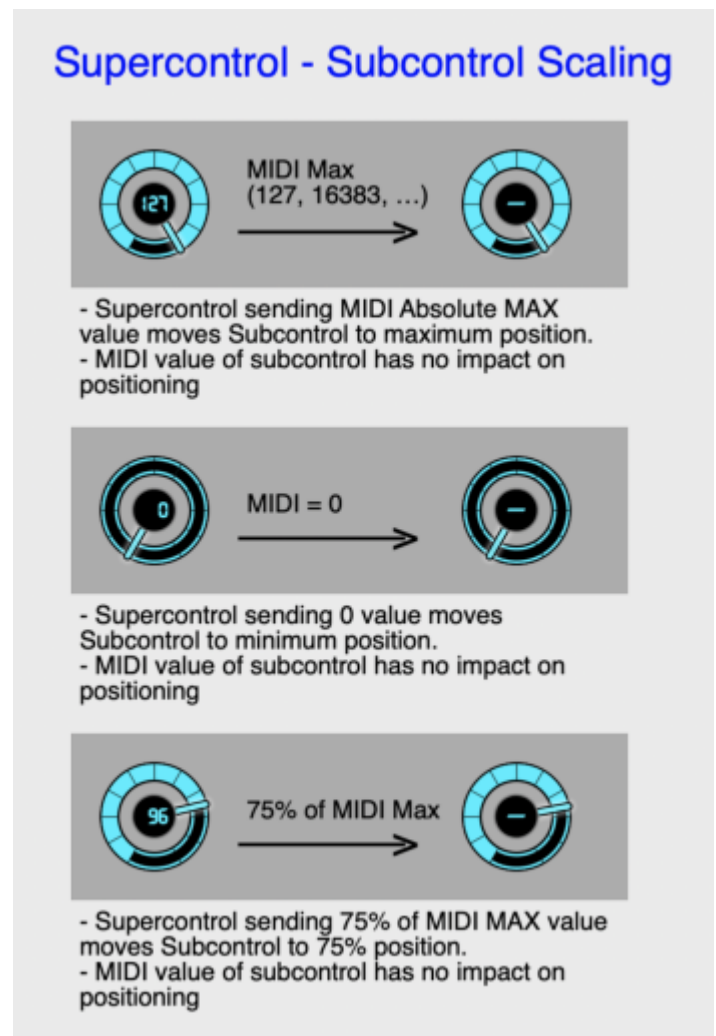 Supercontrol - Subcontrol Scaling
127
MIDI Max
(127, 16383, ...)
–
- Supercontrol sending MIDI Absolute MAX
value moves Subcontrol to maximum position.
- MIDI value of subcontrol has no impact on
positioning
0
MIDI = 0
–
- Supercontrol sending 0 value moves
Subcontrol to minimum position.
- MIDI value of subcontrol has no impact on
positioning
96
75% of MIDI Max
–
- Supercontrol sending 75% of MIDI MAX value
moves Subcontrol to 75% position.
- MIDI value of subcontrol has no impact on
positioning